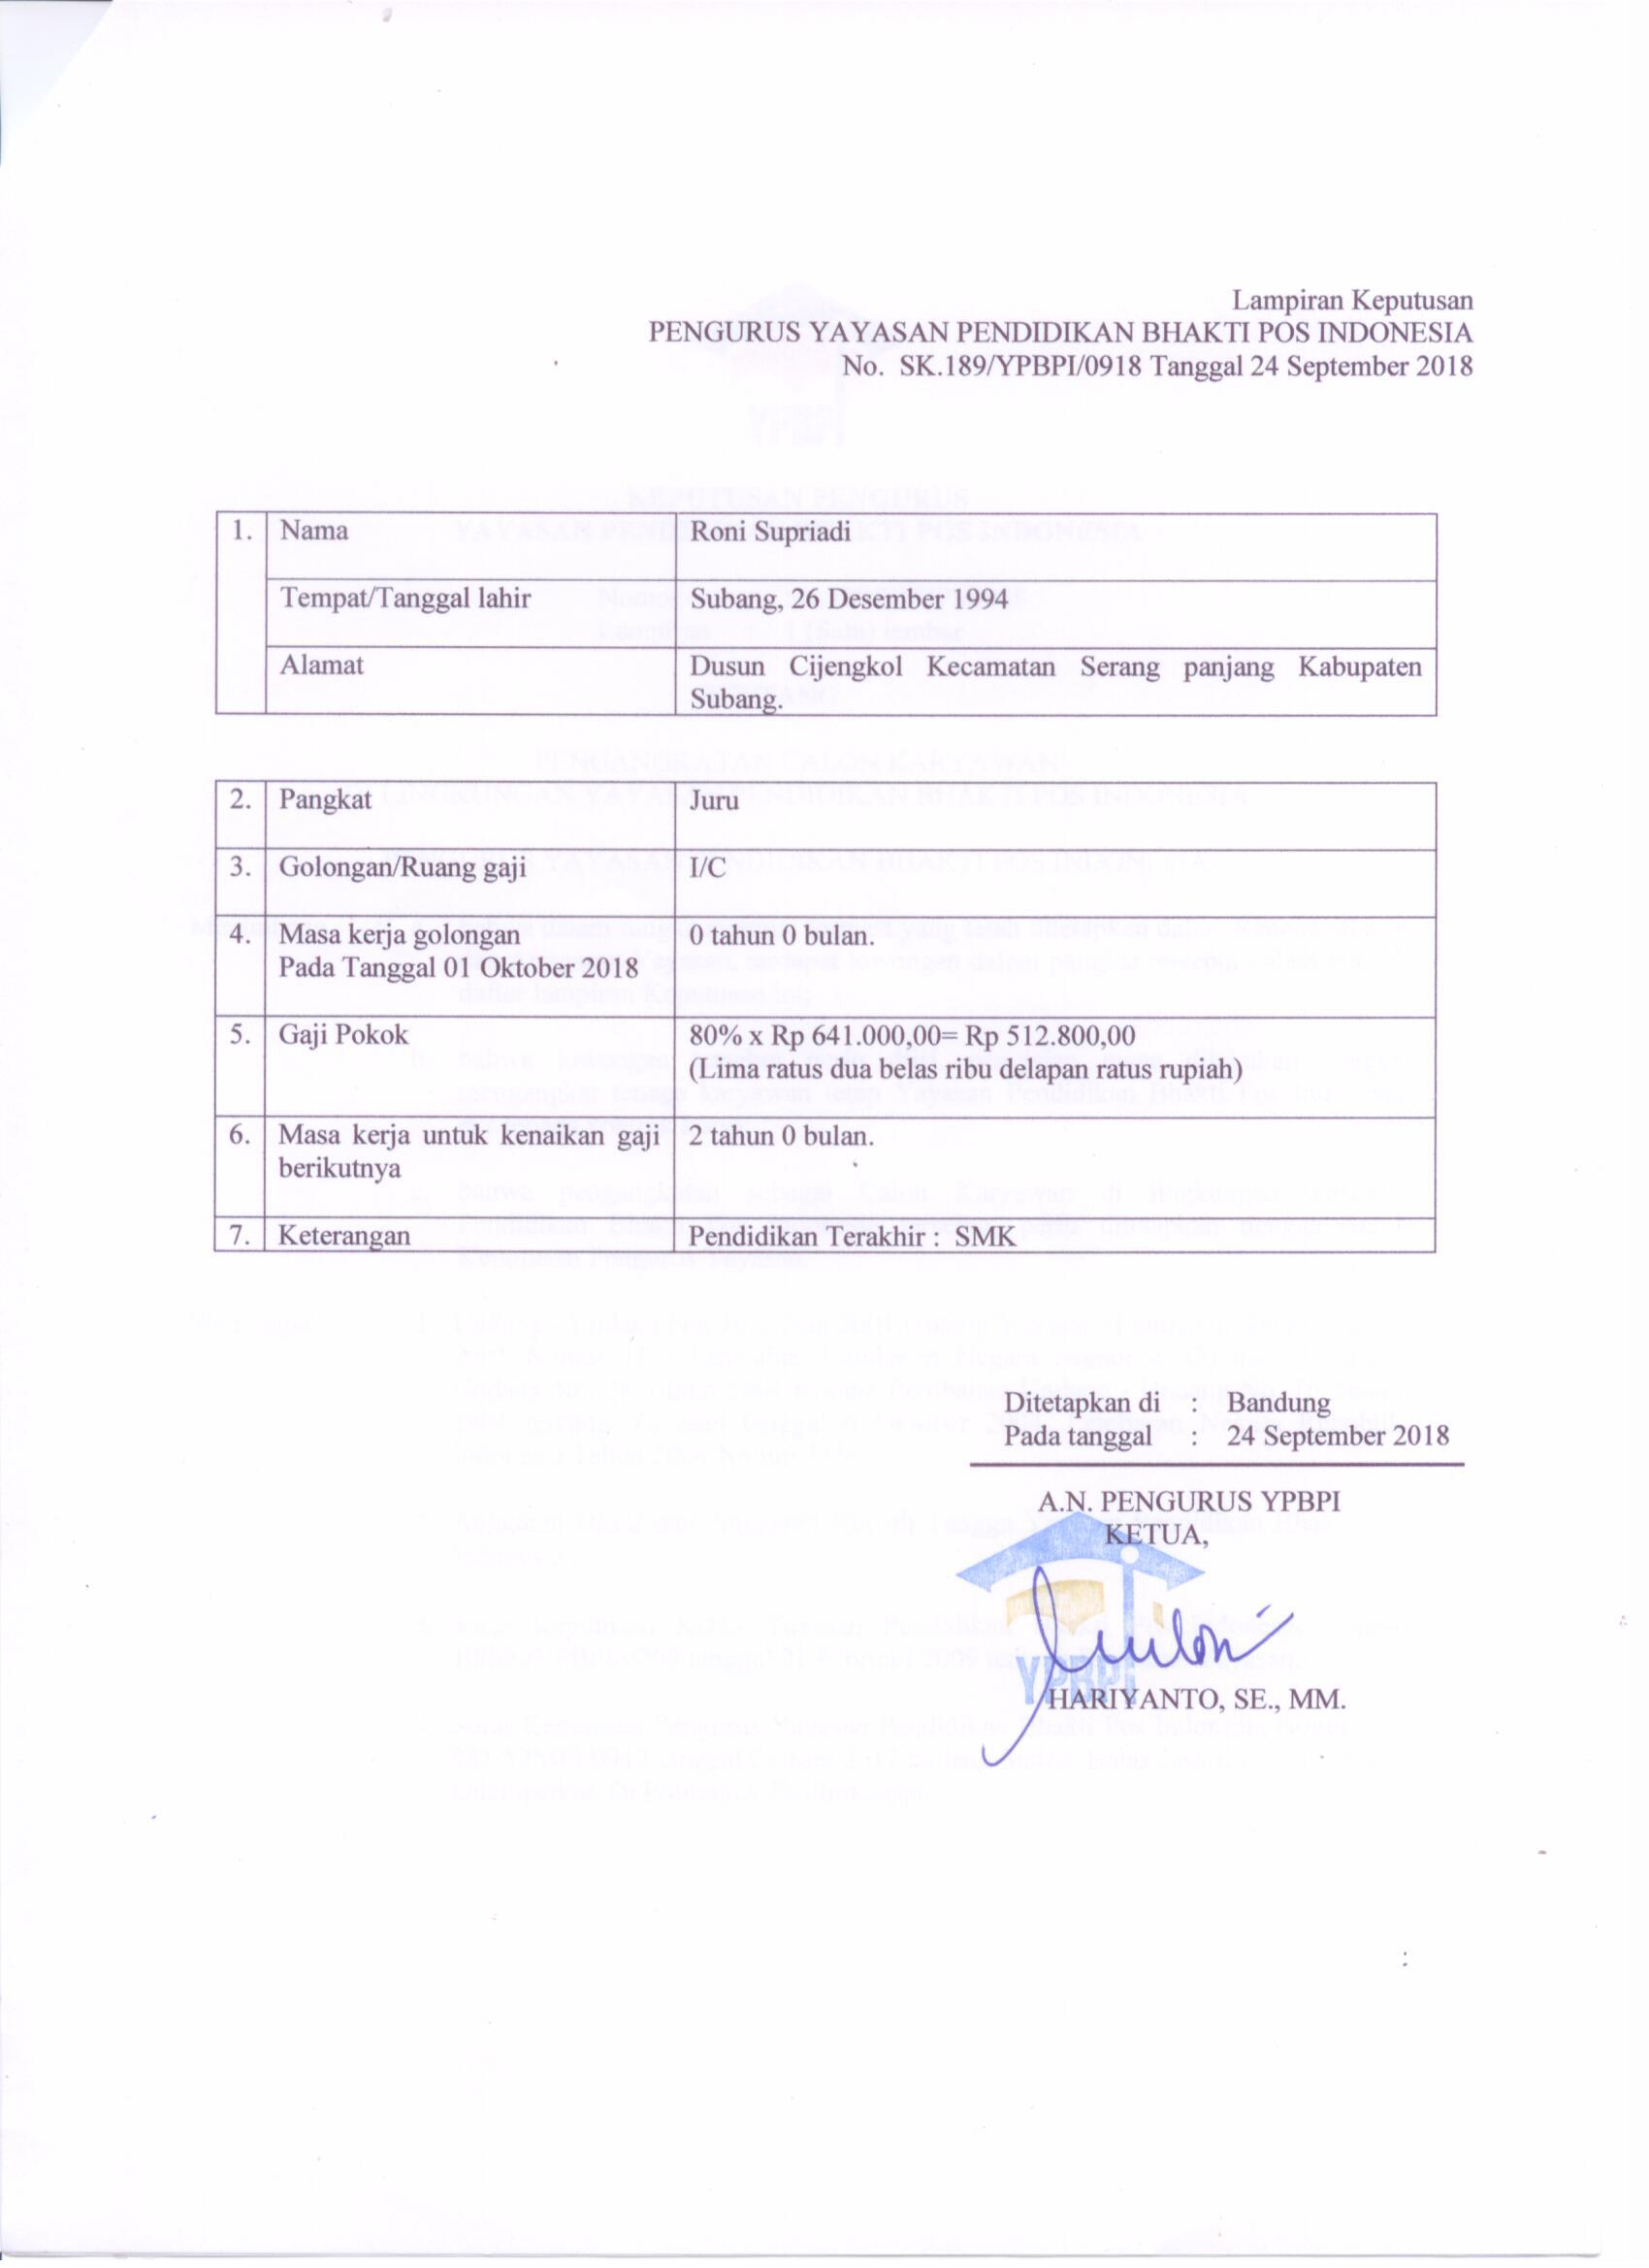 Lampiran Keputusan
PENGURUS YAYASAN PENDIDIKAN BHAKTI POS INDONESIA
No. SK.189/YPBPI/0918 Tanggal 24 September 2018
1. Nama Roni Supriadi
Tempat/Tanggal lahir Subang, 26 Desember 1994
Alamat Dusun Cijengkol Kecamatan Serang panjang Kabupaten
Subang.
2. Pangkat Juru
3. Golongan/Ruang gaji I/C
4. Masa kerja golongan 0 tahun 0 bulan.
Pada Tanggal 01 Oktober 2018
5. Gaji Pokok 80% x Rp 641.000,00= Rp 512.800,00
(Lima ratus dua belas ribu delapan ratus rupiah)
6. Masa kerja untuk kenaikan gaji 2 tahun 0 bulan.
berikutnya
7. Keterangan Pendidikan Terakhir : SMK
Ditetapkan di : Bandung
Pada tanggal : 24 September 2018
A.N. PENGURUS YPBPI
KETUA,
YPBPI
HARIYANTO, SE., MM.